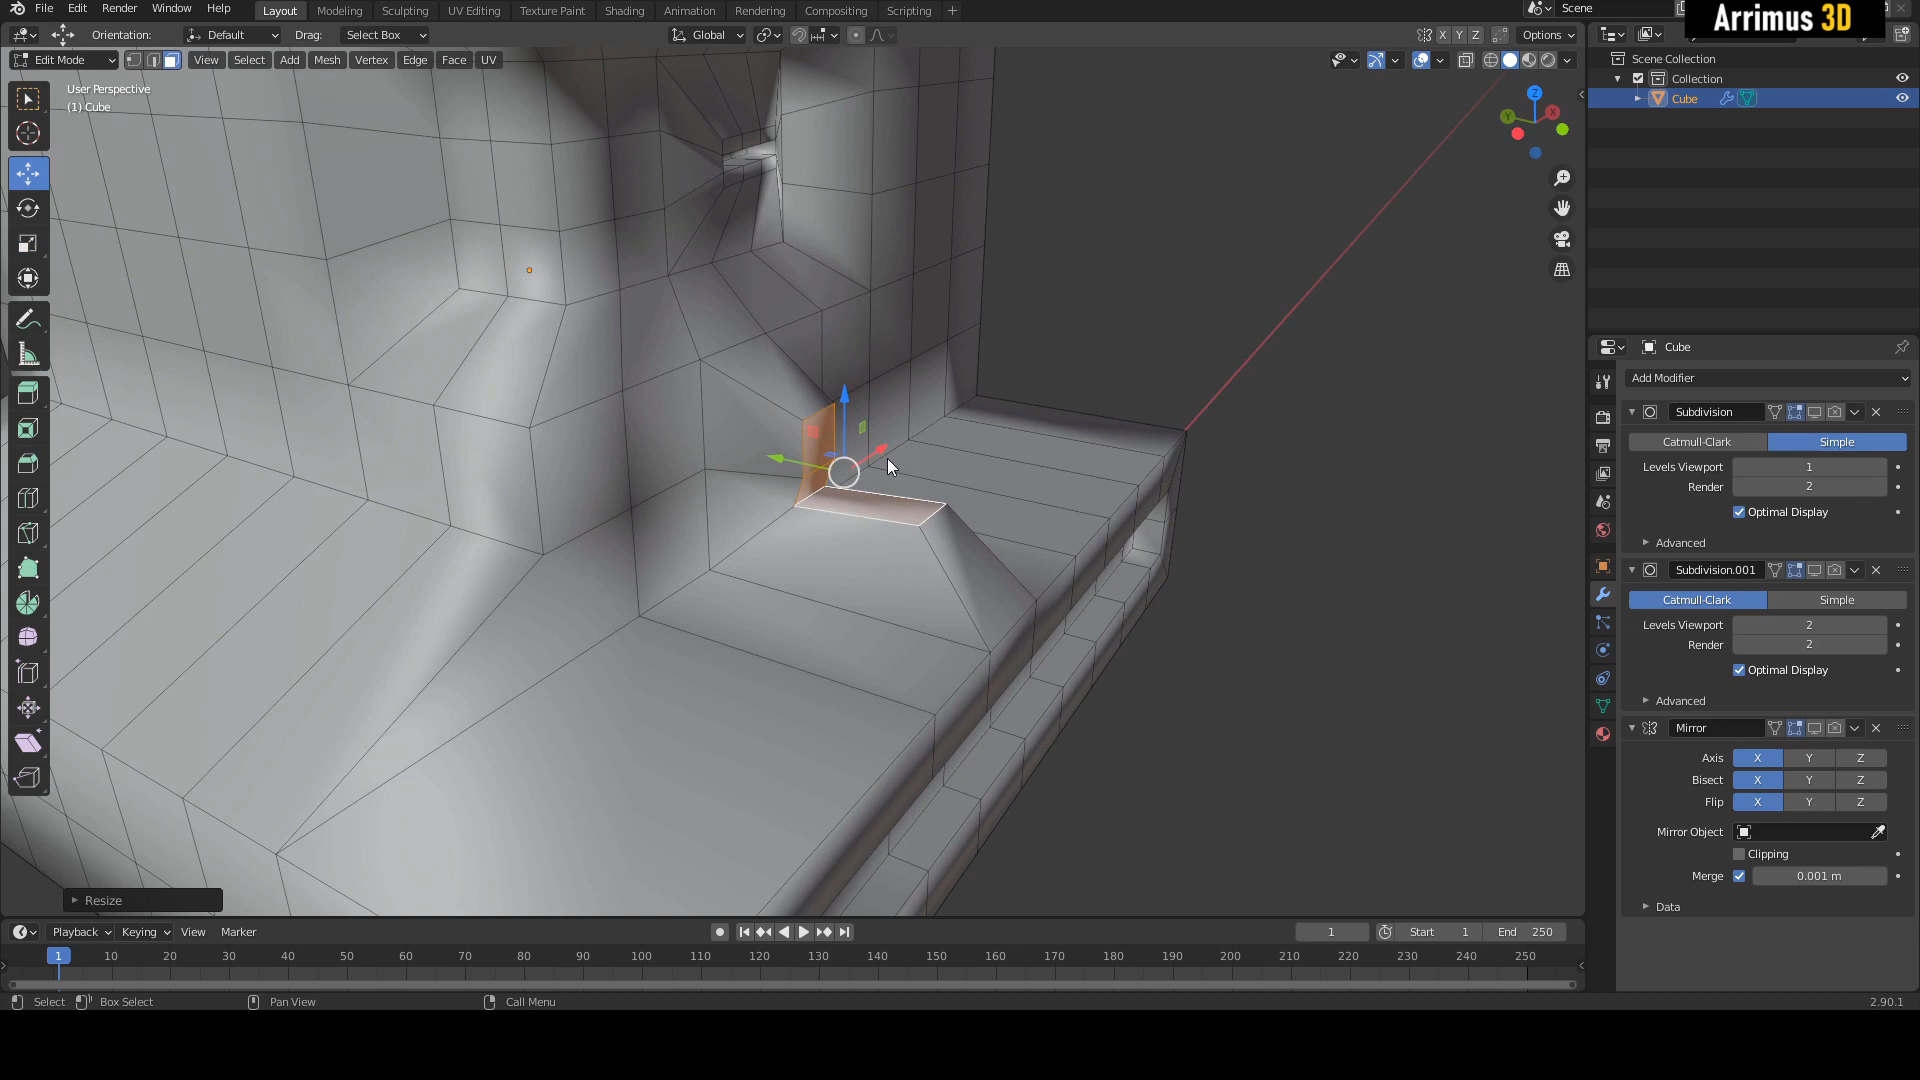 File Edit Render Window Help
Layout Modeling Sculpting UV Editing Texture Paint Shading Animation Rendering Compositing Scripting +
Scene
Arrimus 3D
Orientation: Default Drag: Select Box
Global
X Y Z Options
Edit Mode View Select Add Mesh Vertex Edge Face UV
User Perspective
(1) Cube
Z
X
Y
Scene Collection
Collection
Cube
Cube
Add Modifier
Subdivision
Catmull-Clark Simple
Levels Viewport 1
Render 2
Optimal Display
Advanced
Subdivision.001
Catmull-Clark Simple
Levels Viewport 2
Render 2
Optimal Display
Advanced
Mirror
Axis X Y Z
Bisect X Y Z
Flip X Y Z
Mirror Object
Clipping
Merge 0.001 m
Data
Resize
Playback Keying View Marker
1 Start 1 End 250
1 10 20 30 40 50 60 70 80 90 100 110 120 130 140 150 160 170 180 190 200 210 220 230 240 250
Select Box Select Pan View Call Menu
2.90.1